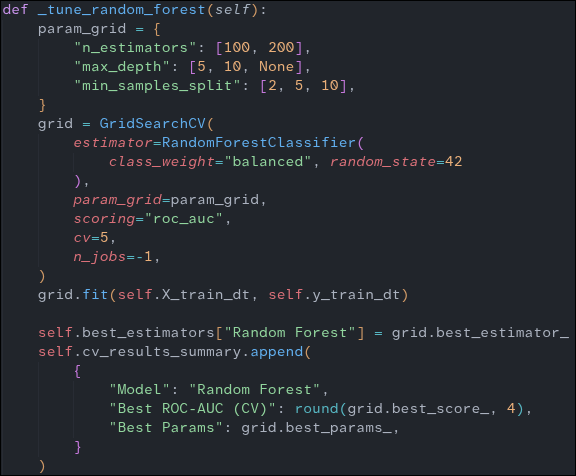 def _tune_random_forest(self):
    param_grid = {
        "n_estimators": [100, 200],
        "max_depth": [5, 10, None],
        "min_samples_split": [2, 5, 10],
    }
    grid = GridSearchCV(
        estimator=RandomForestClassifier(
            class_weight="balanced", random_state=42
        ),
        param_grid=param_grid,
        scoring="roc_auc",
        cv=5,
        n_jobs=-1,
    )
    grid.fit(self.X_train_dt, self.y_train_dt)

    self.best_estimators["Random Forest"] = grid.best_estimator_
    self.cv_results_summary.append(
        {
            "Model": "Random Forest",
            "Best ROC-AUC (CV)": round(grid.best_score_, 4),
            "Best Params": grid.best_params_,
        }
    )